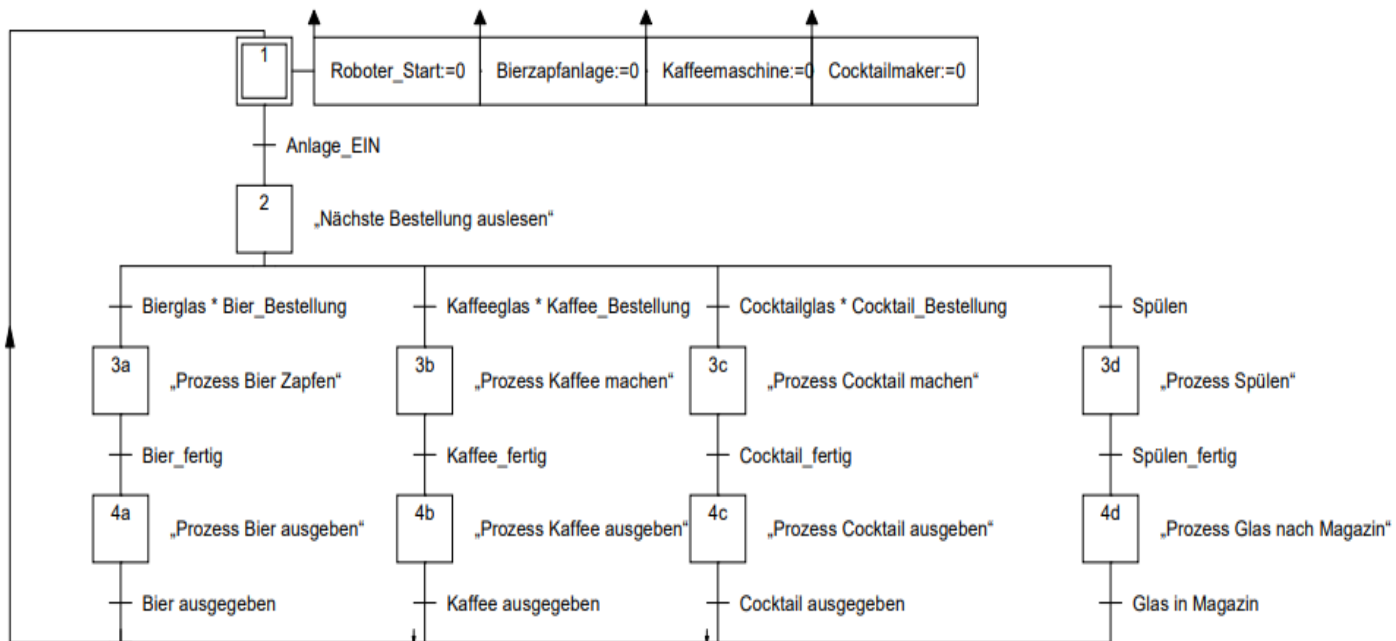 1
Roboter_Start:=0 Bierzapfanlage:=0 Kaffeemaschine:=0 Cocktailmaker:=0
Anlage_EIN
2
„Nächste Bestellung auslesen“
Bierglas * Bier_Bestellung Kaffeeglas * Kaffee_Bestellung Cocktailglas * Cocktail_Bestellung Spülen
3a 3b 3c 3d
„Prozess Bier Zapfen“ „Prozess Kaffee machen“ „Prozess Cocktail machen“ „Prozess Spülen“
Bier_fertig Kaffee_fertig Cocktail_fertig Spülen_fertig
4a 4b 4c 4d
„Prozess Bier ausgeben“ „Prozess Kaffee ausgeben“ „Prozess Cocktail ausgeben“ „Prozess Glas nach Magazin“
Bier ausgegeben Kaffee ausgegeben Cocktail ausgegeben Glas in Magazin